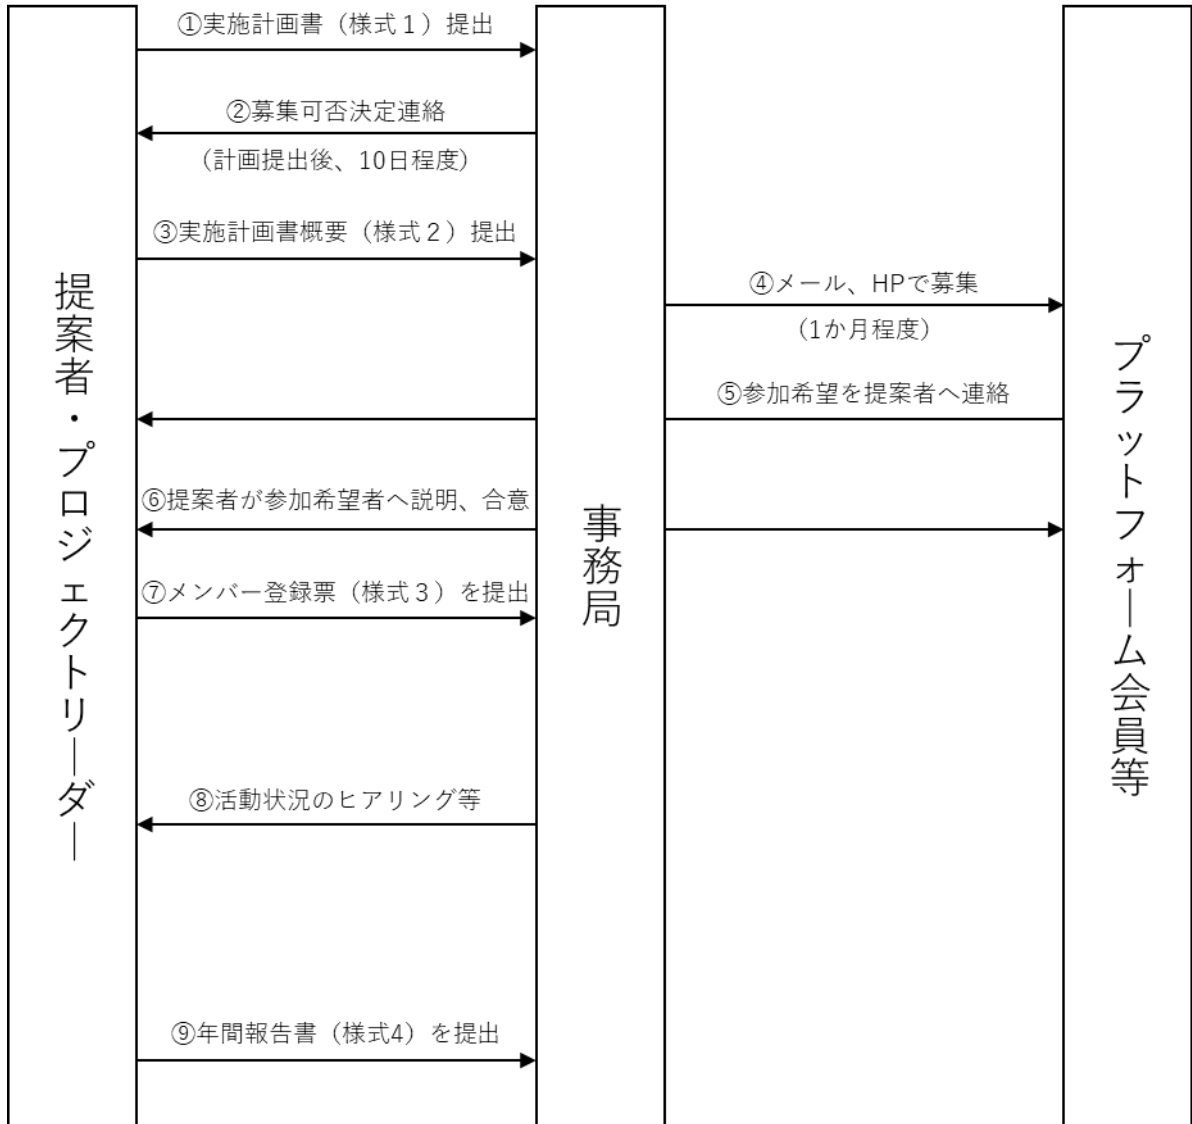 ①実施計画書（様式１）提出
②募集可否決定連絡
（計画提出後、10日程度）
③実施計画書概要（様式２）提出
④メール、HPで募集
（1か月程度）
⑤参加希望を提案者へ連絡
⑥提案者が参加希望者へ説明、合意
⑦メンバー登録票（様式３）を提出
⑧活動状況のヒアリング等
⑨年間報告書（様式4）を提出
提案者・プロジェクトリーダー
事務局
プラットフォーム会員等